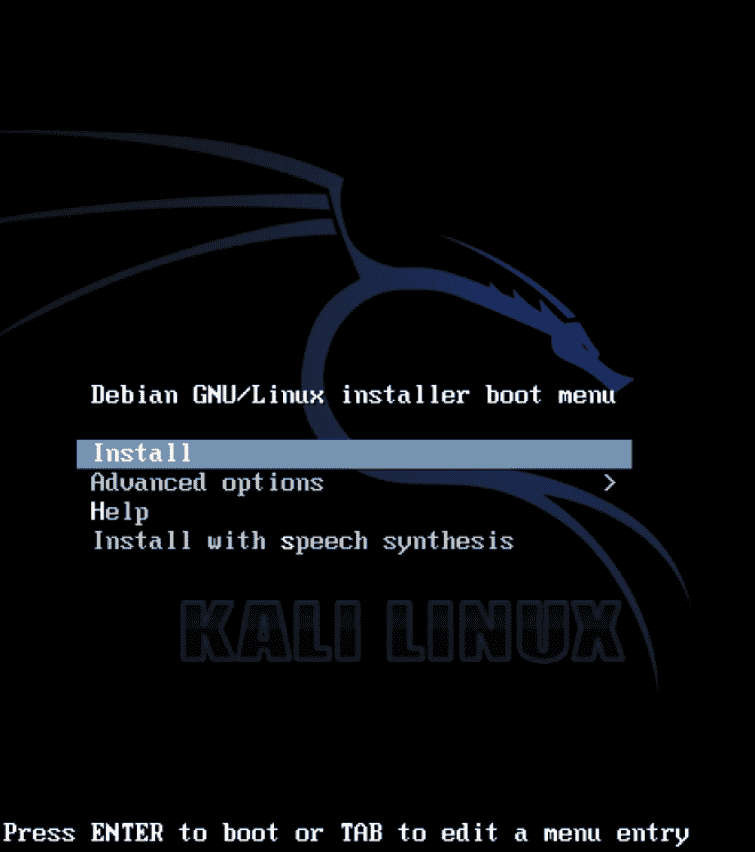 Debian GNU/Linux installer boot menu
Install
Advanced options >
Help
Install with speech synthesis
KALI LINUX
Press ENTER to boot or TAB to edit a menu entry